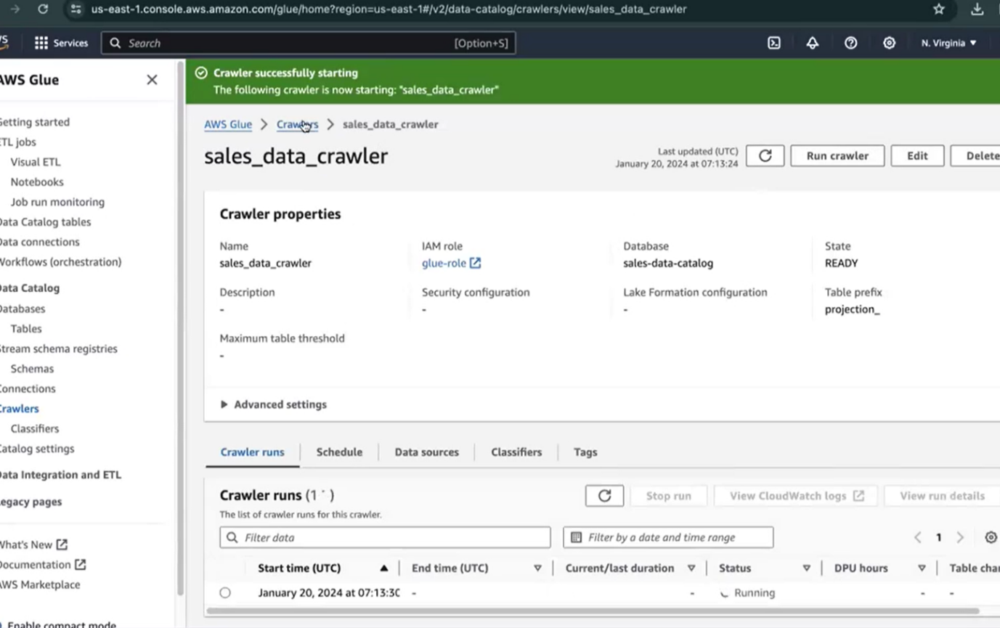 us-east-1.console.aws.amazon.com/glue/home?region=us-east-1#/v2/data-catalog/crawlers/view/sales_data_crawler
Services
Search
[Option+S]
N. Virginia
AWS Glue
Getting started
ETL jobs
Visual ETL
Notebooks
Job run monitoring
Data Catalog tables
Data connections
Workflows (orchestration)
Data Catalog
Databases
Tables
Stream schema registries
Schemas
Connections
Crawlers
Classifiers
Catalog settings
Data Integration and ETL
Legacy pages
What's New
Documentation
AWS Marketplace
Enable compact mode
Crawler successfully starting
The following crawler is now starting: "sales_data_crawler"
AWS Glue > Crawlers > sales_data_crawler
sales_data_crawler
Last updated (UTC)
January 20, 2024 at 07:13:24
Run crawler
Edit
Delete
Crawler properties
Name
sales_data_crawler
IAM role
glue-role
Database
sales-data-catalog
State
READY
Description
-
Security configuration
-
Lake Formation configuration
-
Table prefix
projection_
Maximum table threshold
-
Advanced settings
Crawler runs
Schedule
Data sources
Classifiers
Tags
Crawler runs (1)
Stop run
View CloudWatch logs
View run details
The list of crawler runs for this crawler.
Filter data
Filter by a date and time range
1
Start time (UTC) End time (UTC) Current/last duration Status DPU hours Table
January 20, 2024 at 07:13:3 - - Running - -